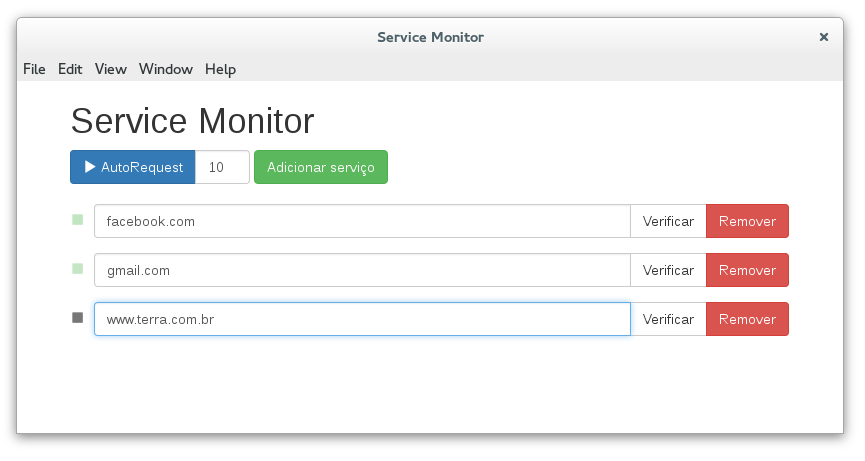 Service Monitor ×
File Edit View Window Help
Service Monitor
AutoRequest 10 Adicionar serviço
facebook.com Verificar Remover
gmail.com Verificar Remover
www.terra.com.br Verificar Remover